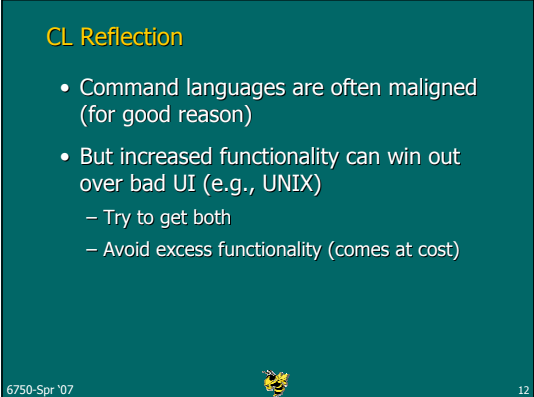 CL Reflection
• Command languages are often maligned
(for good reason)
• But increased functionality can win out
over bad UI (e.g., UNIX)
– Try to get both
– Avoid excess functionality (comes at cost)
6750-Spr ‘07
12